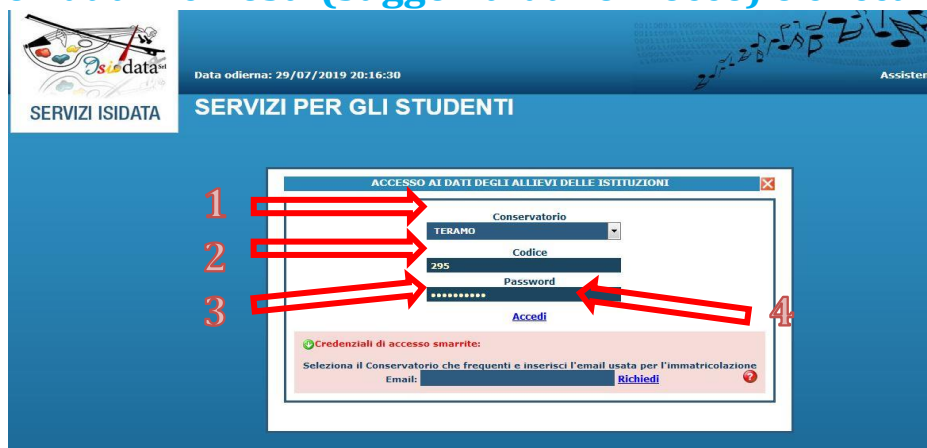 Isidata Srl
Data odierna: 29/07/2019 20:16:30
SERVIZI ISIDATA
SERVIZI PER GLI STUDENTI
ACCESSO AI DATI DEGLI ALLIEVI DELLE ISTITUZIONI
1
Conservatorio
TERAMO
2
Codice
295
Password
••••••••••
3
4
Accedi
Credenziali di accesso smarrite:
Seleziona il Conservatorio che frequenti e inserisci l'email usata per l'immatricolazione
Email:
Richiedi
?